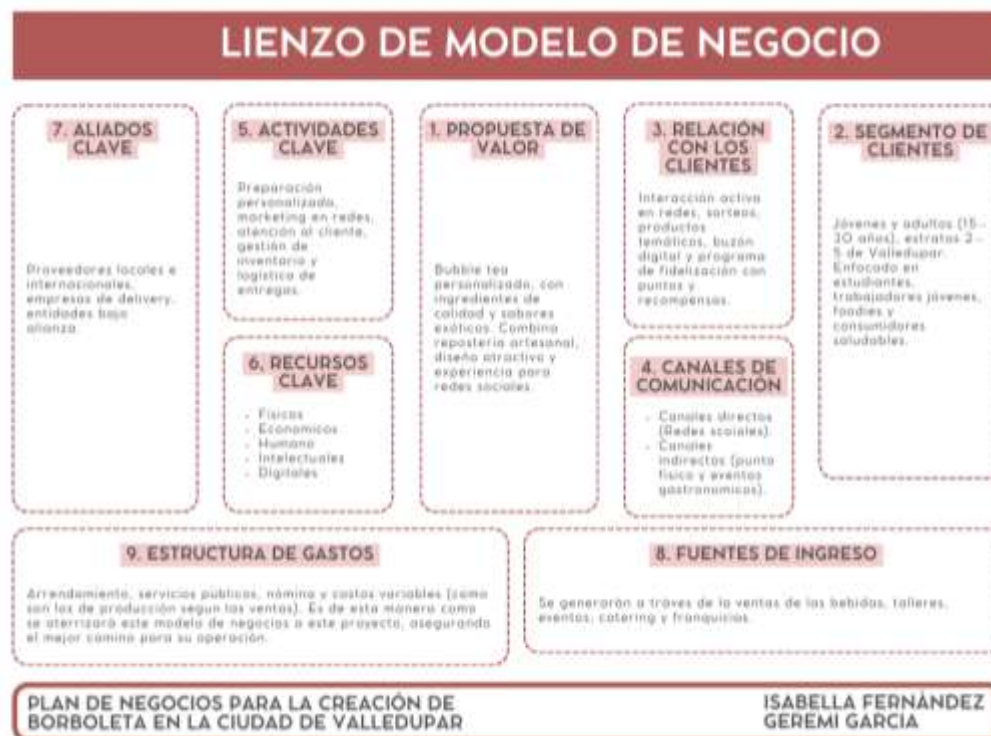 LIENZO DE MODELO DE NEGOCIO
7. ALIADOS
CLAVE
Proveedores locales e
internacionales,
empresas de delivery,
entidades bajo
alianza.
5. ACTIVIDADES
CLAVE
Preparación
personalizada,
marketing en redes,
atención al cliente,
gestión de
inventario y
logística de
entregas.
6, RECURSOS
CLAVE
- Físicos
- Economicos
- Humano
- Intelectuales
- Digitales
1. PROPUESTA DE
VALOR
Bubble tea
personalizado, con
ingredientes de
calidad y sabores
exóticos. Combina
repostería artesanal,
diseño atractivo y
experiencia para
redes sociales.
3. RELACIÓN
CON LOS
CLIENTES
Interacción activa
en redes, sorteos,
productos
temáticos, buzón
digital y programa
de fidelización con
puntos y
recompensas.
4. CANALES DE
COMUNICACIÓN
- Canales directos
(Redes scoiales).
- Canales
indirectos (punto
físico y eventos
gastronomicos).
2. SEGMENTO DE
CLIENTES
Jóvenes y adultos (15–
30 años), estratos 2–
5 de Valledupar.
Enfocado en
estudiantes,
trabajadores jóvenes,
foodies y
consumidores
saludables.
9. ESTRUCTURA DE GASTOS
Arrendamiento, servicios públicos, nómina y costos variables (como
son los de producción segun las ventas). Es de esta manera como
se aterrizará este modelo de negocios a este proyecto, asegurando
el mejor camino para su operación.
8. FUENTES DE INGRESO
Se generarán a traves de la ventas de las bebidas, talleres,
eventos, catering y franquicias.
PLAN DE NEGOCIOS PARA LA CREACIÓN DE
BORBOLETA EN LA CIUDAD DE VALLEDUPAR
ISABELLA FERNÀNDEZ
GEREMI GARCIA